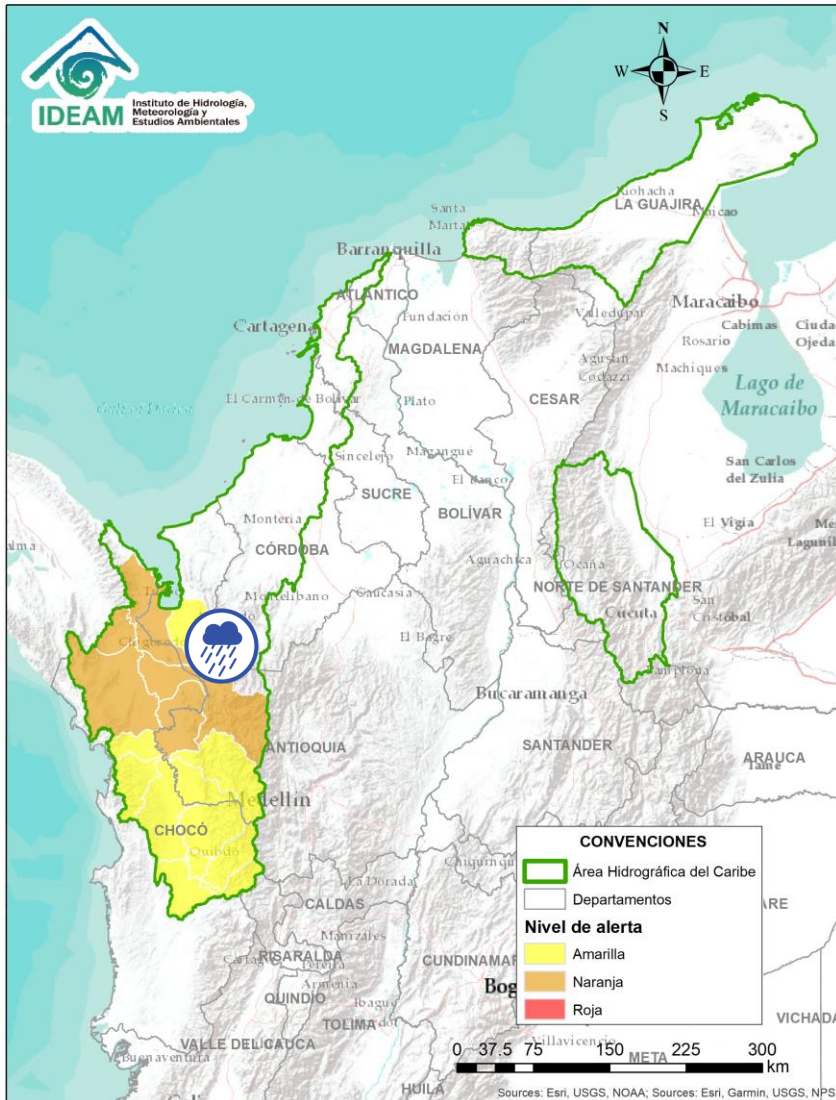 IDEAM
Instituto de Hidrología,
Meteorología y
Estudios Ambientales
N
W
E
S
Riohacha
LA GUAJIRA
Maicao
Santa
Marta
Barranquilla
ATLÁNTICO
Cartagena
Fundación
Valledupar
Maracaibo
Cabimas
Ciudad
Ojeda
Rosario
Machiques
MAGDALENA
Agustín
Codazzi
CESAR
Lago de
Maracaibo
El Carmen de Bolívar
Plato
Sincelejo
Magangué
San Carlos
del Zulia
SUCRE
El Banco
BOLÍVAR
Montería
CÓRDOBA
El Vigía
Aguachica
Ocaña
NORTE DE SANTANDER
Montelíbano
Caucasia
Cúcuta
San
Cristóbal
El Bagre
Pamplona
Bucaramanga
ANTIOQUIA
SANTANDER
ARAUCA
Tame
Medellín
CHOCÓ
Quibdó
La Dorada
CALDAS
Manizales
RISARALDA
Pereira
Armenia
QUINDÍO
Ibagué
TOLIMA
CUNDINAMAR
Bog
VALLE DEL CAUCA
Buenaventura
Villavicencio
META
VICHADA
HUILA
CONVENCIONES
Área Hidrográfica del Caribe
Departamentos
Nivel de alerta
Amarilla
Naranja
Roja
0 37.5 75 150 225 300
km
Sources: Esri, USGS, NOAA; Sources: Esri, Garmin, USGS, NPS